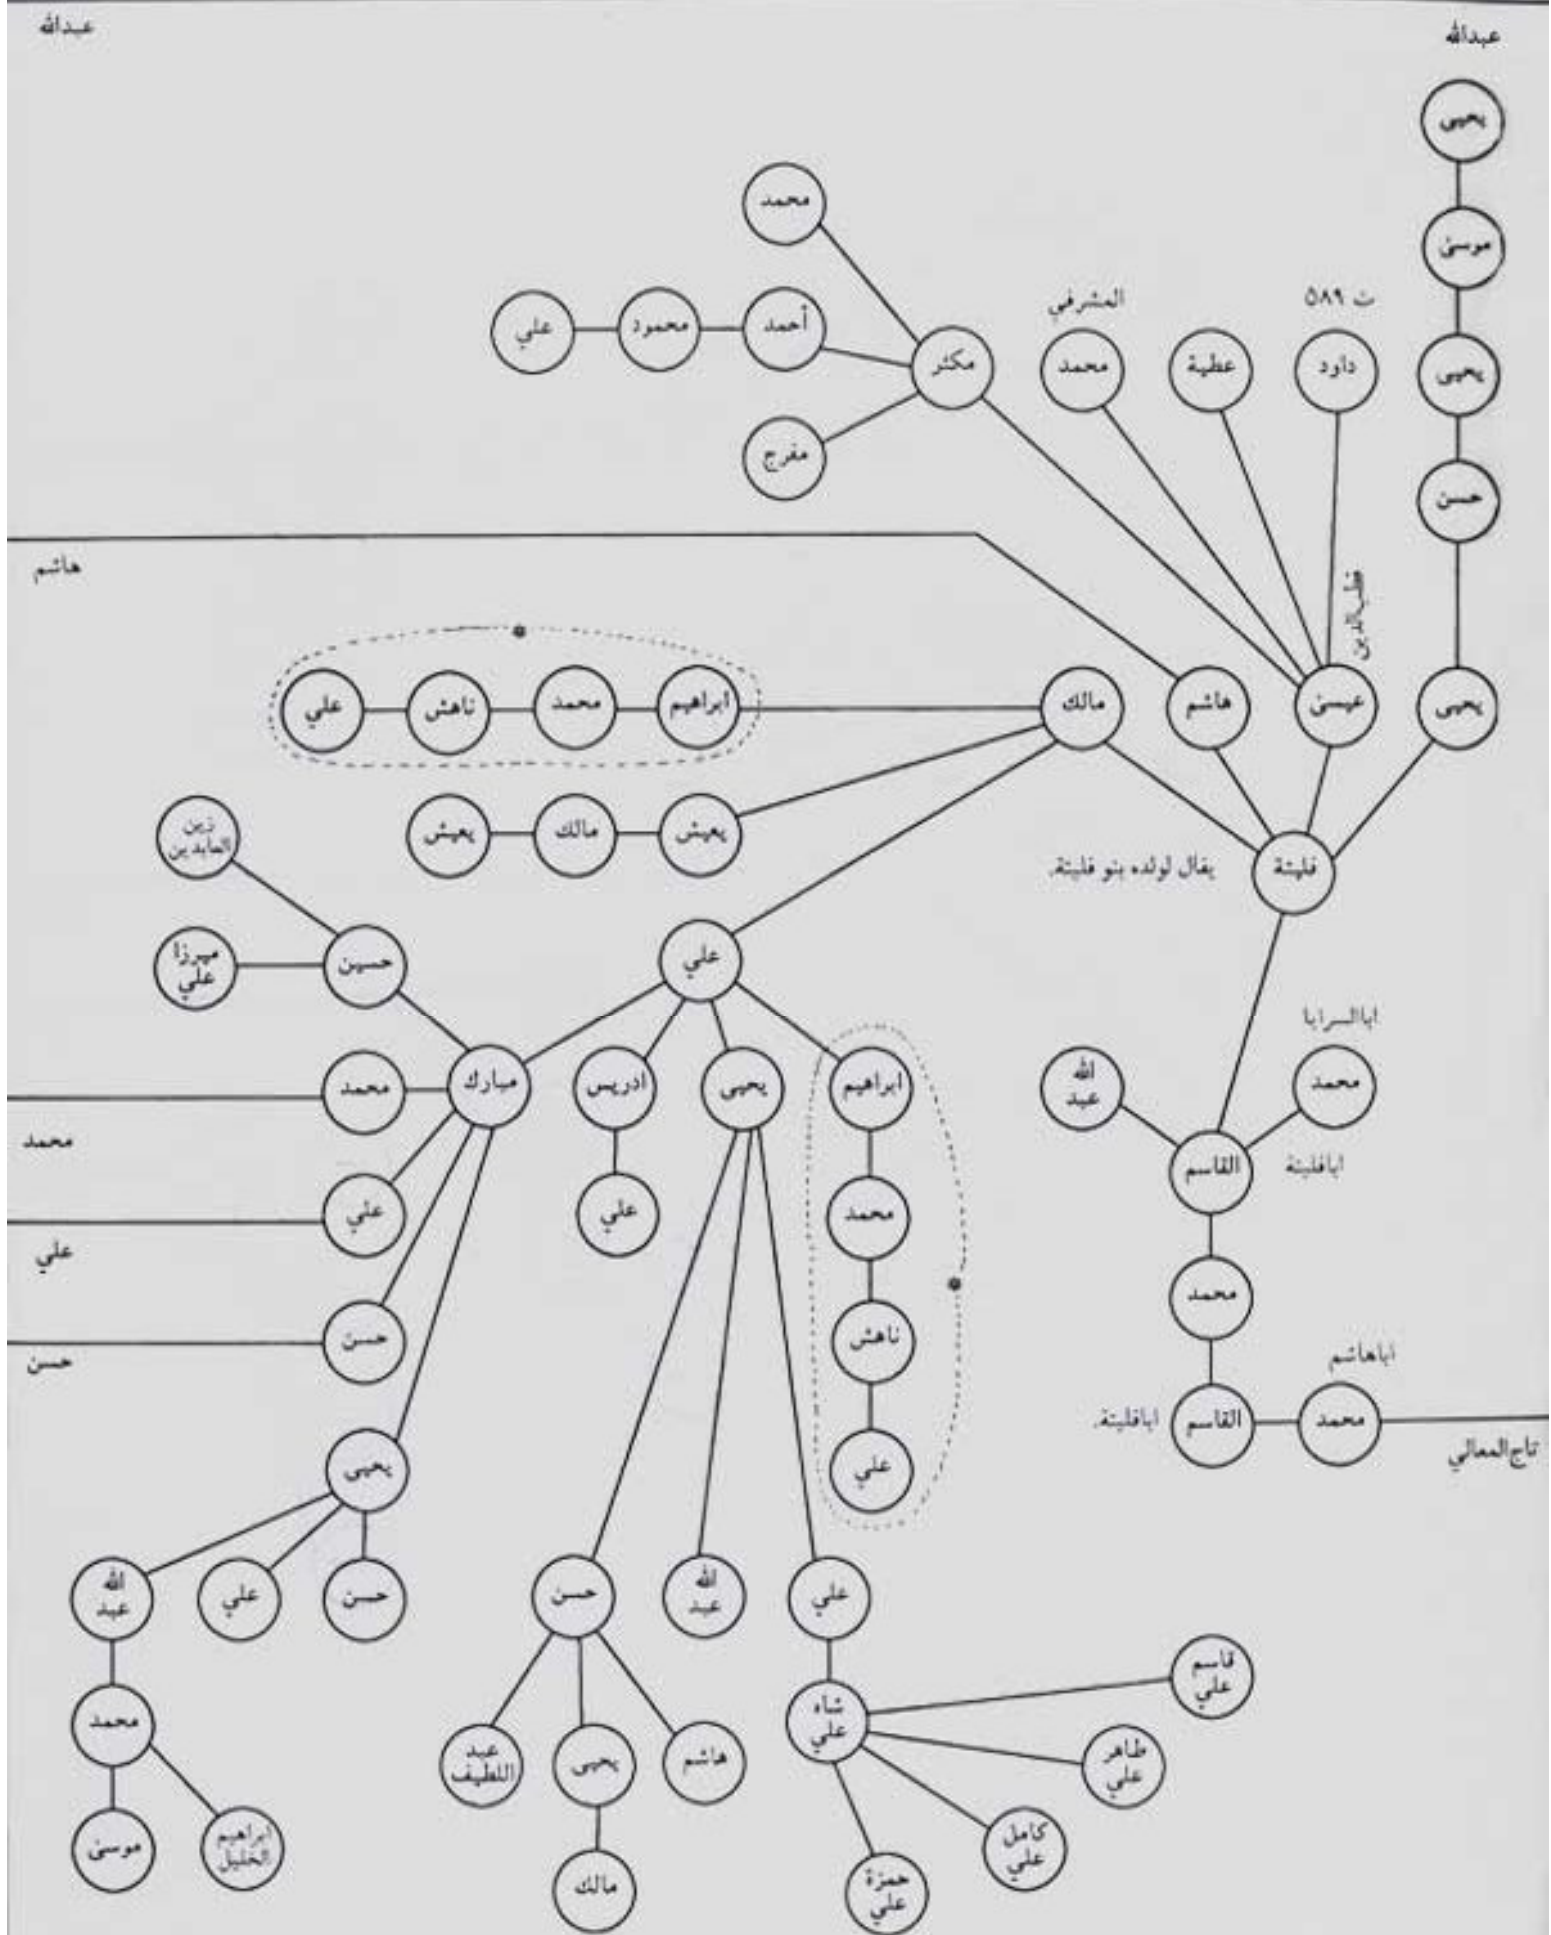 عبدالله
عبدالله
يحيى
موسى
محمد
المشرفي
ت ٥٨٩
علي
محمود
أحمد
مكثر
محمد
عطية
داود
يحيى
مفرج
حسن
هاشم
قطب‌الدين
علي
ناهش
محمد
ابراهيم
مالك
هاشم
عيسى
يحيى
يعيش
مالك
يعيش
زين
العابدين
يقال لولده بنو فليتة.
فليتة
ميرزا
علي
حسين
علي
اباالسرايا
محمد
مبارك
ادريس
يحيى
ابراهيم
الله
عبد
محمد
محمد
القاسم
ابافليتة
علي
علي
محمد
علي
محمد
حسن
ناهش
حسن
اباهاشم
ابافليتة.
القاسم
محمد
تاج‌المعالي
يحيى
علي
الله
عبد
علي
حسن
حسن
الله
عبد
علي
محمد
شاه
علي
قاسم
علي
عبد
اللطيف
يحيى
هاشم
طاهر
علي
موسى
ابراهيم
الخليل
مالك
حمزة
علي
كامل
علي